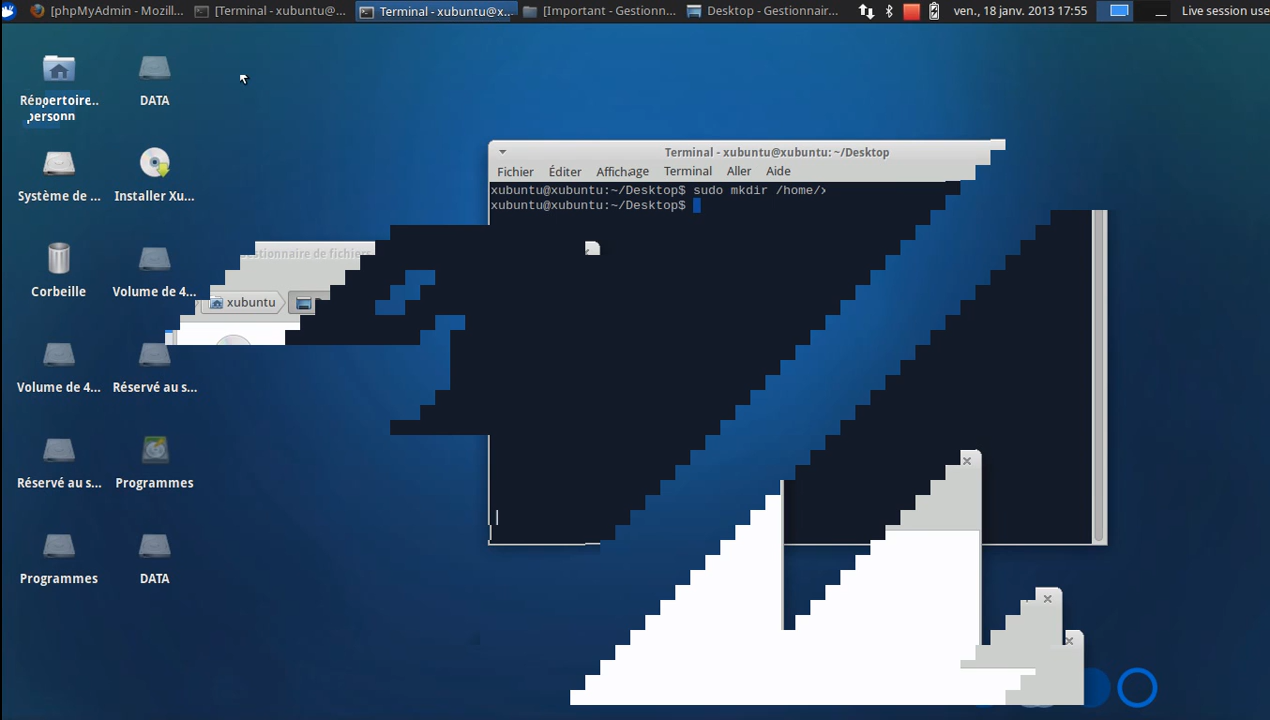 [phpMyAdmin - Mozill... [Terminal - xubuntu@... Terminal - xubuntu@x... [Important - Gestionn... Desktop - Gestionnair... ven., 18 janv. 2013 17:55 Live session use
Répertoire..
personn
DATA
Système de ...
Installer Xu...
Corbeille
Volume de 4...
Volume de 4...
Réservé au s...
Réservé au s...
Programmes
Programmes
DATA
Terminal - xubuntu@xubuntu: ~/Desktop
Fichier Éditer Affichage Terminal Aller Aide
xubuntu@xubuntu:~/Desktop$ sudo mkdir /home/
xubuntu@xubuntu:~/Desktop$
stionnaire de fichiers
xubuntu